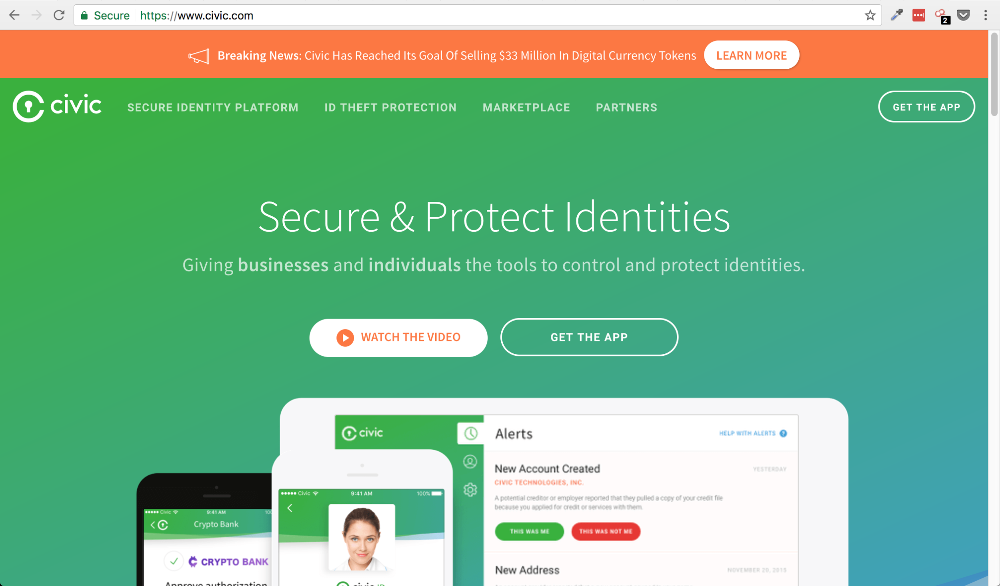 Secure https://www.civic.com
2
Breaking News: Civic Has Reached Its Goal Of Selling $33 Million In Digital Currency Tokens LEARN MORE
civic SECURE IDENTITY PLATFORM ID THEFT PROTECTION MARKETPLACE PARTNERS GET THE APP
Secure & Protect Identities
Giving businesses and individuals the tools to control and protect identities.
WATCH THE VIDEO GET THE APP
civic
Alerts HELP WITH ALERTS ?
New Account Created YESTERDAY
CIVIC TECHNOLOGIES, INC.
A potential creditor or employer reported that they pulled a copy of your credit file
because you applied for credit or services with them.
THIS WAS ME THIS WAS NOT ME
New Address NOVEMBER 20, 2015
Civic 9:41 AM 100%
civic ID
Civic 9:41 AM 100
Crypto Bank
CRYPTO BANK
Approve authorization